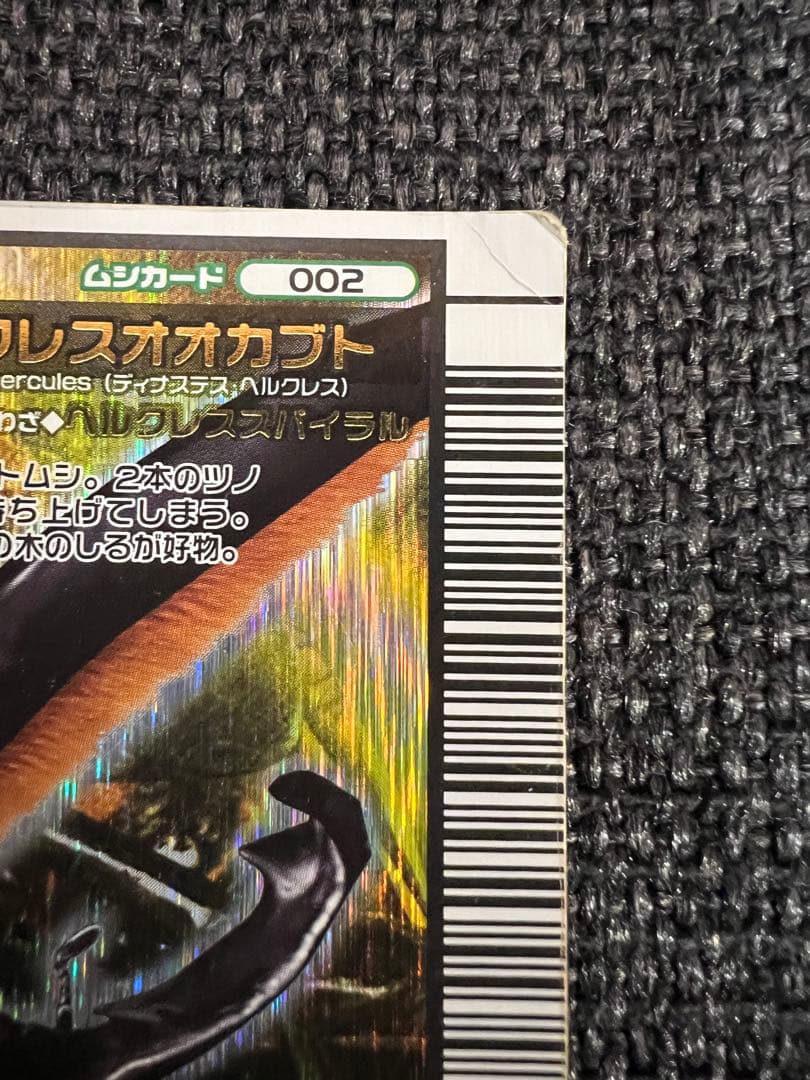 ムシカード 002
クレスオオカブト
ercules (ディナステス・ヘルクレス)
わざ◆ヘルクレススパイラル
トムシ。2本のツノ
持ち上げてしまう。
の木のしるが好物。